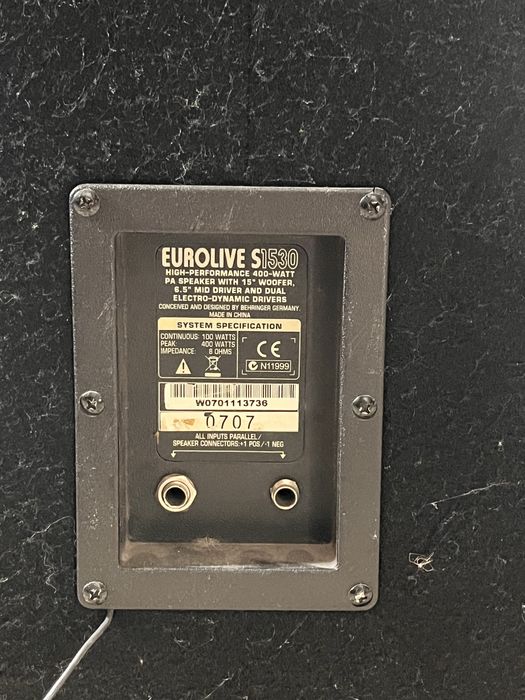 EUROLIVE S1530
HIGH-PERFORMANCE 400-WATT
PA SPEAKER WITH 15" WOOFER,
6.5" MID DRIVER AND DUAL
ELECTRO-DYNAMIC DRIVERS
CONCEIVED AND DESIGNED BY BEHRINGER GERMANY.
MADE IN CHINA
SYSTEM SPECIFICATION
CONTINUOUS: 100 WATTS
PEAK: 400 WATTS
IMPEDANCE: 8 OHMS
CE
N11999
W0701113736
0707
ALL INPUTS PARALLEL/
SPEAKER CONNECTORS:+1 POS/-1 NEG